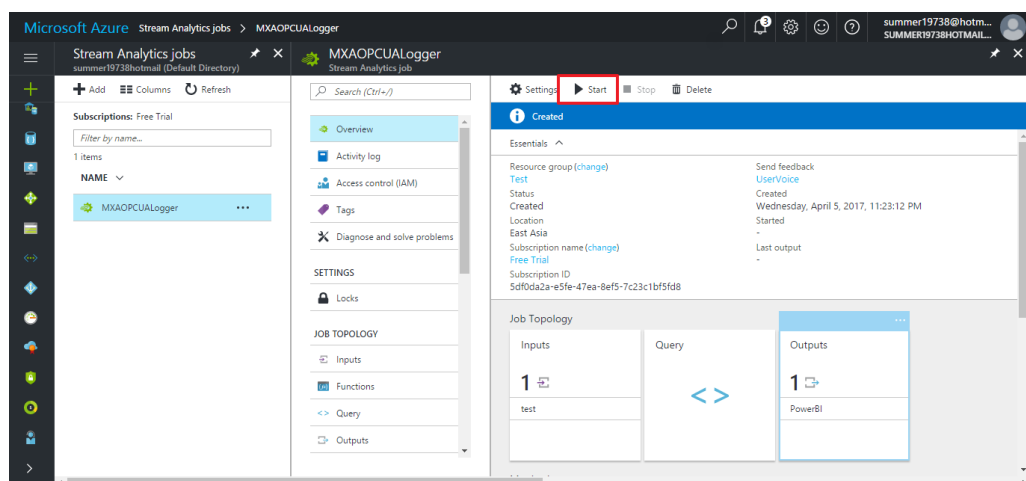 Microsoft Azure Stream Analytics jobs > MXAOPCUALogger
3
summer19738@hotm...
SUMMER19738HOTMAIL...
Stream Analytics jobs
summer19738hotmail (Default Directory)
Add Columns Refresh
Subscriptions: Free Trial
Filter by name...
1 items
NAME
MXAOPCUALogger ...
MXAOPCUALogger
Stream Analytics job
Search (Ctrl+/)
Overview
Activity log
Access control (IAM)
Tags
Diagnose and solve problems
SETTINGS
Locks
JOB TOPOLOGY
Inputs
Functions
Query
Outputs
Settings Start Stop Delete
Created
Essentials
Resource group (change)
Test
Status
Created
Location
East Asia
Subscription name (change)
Free Trial
Subscription ID
5df0da2a-e5fe-47ea-8ef5-7c23c1bf5fd8
Send feedback
UserVoice
Created
Wednesday, April 5, 2017, 11:23:12 PM
Started
-
Last output
-
Job Topology
Inputs
1
test
Query
< >
...
Outputs
1
PowerBI